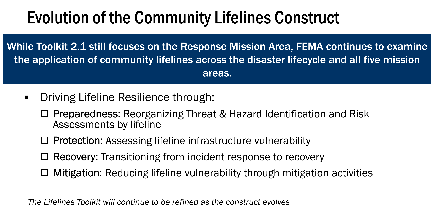 Evolution of the Community Lifelines Construct
While Toolkit 2.1 still focuses on the Response Mission Area, FEMA continues to examine
the application of community lifelines across the disaster lifecycle and all five mission
areas.
▪ Driving Lifeline Resilience through:
☐ Preparedness: Reorganizing Threat & Hazard Identification and Risk
Assessments by lifeline
☐ Protection: Assessing lifeline infrastructure vulnerability
☐ Recovery: Transitioning from incident response to recovery
☐ Mitigation: Reducing lifeline vulnerability through mitigation activities
The Lifelines Toolkit will continue to be refined as the construct evolves